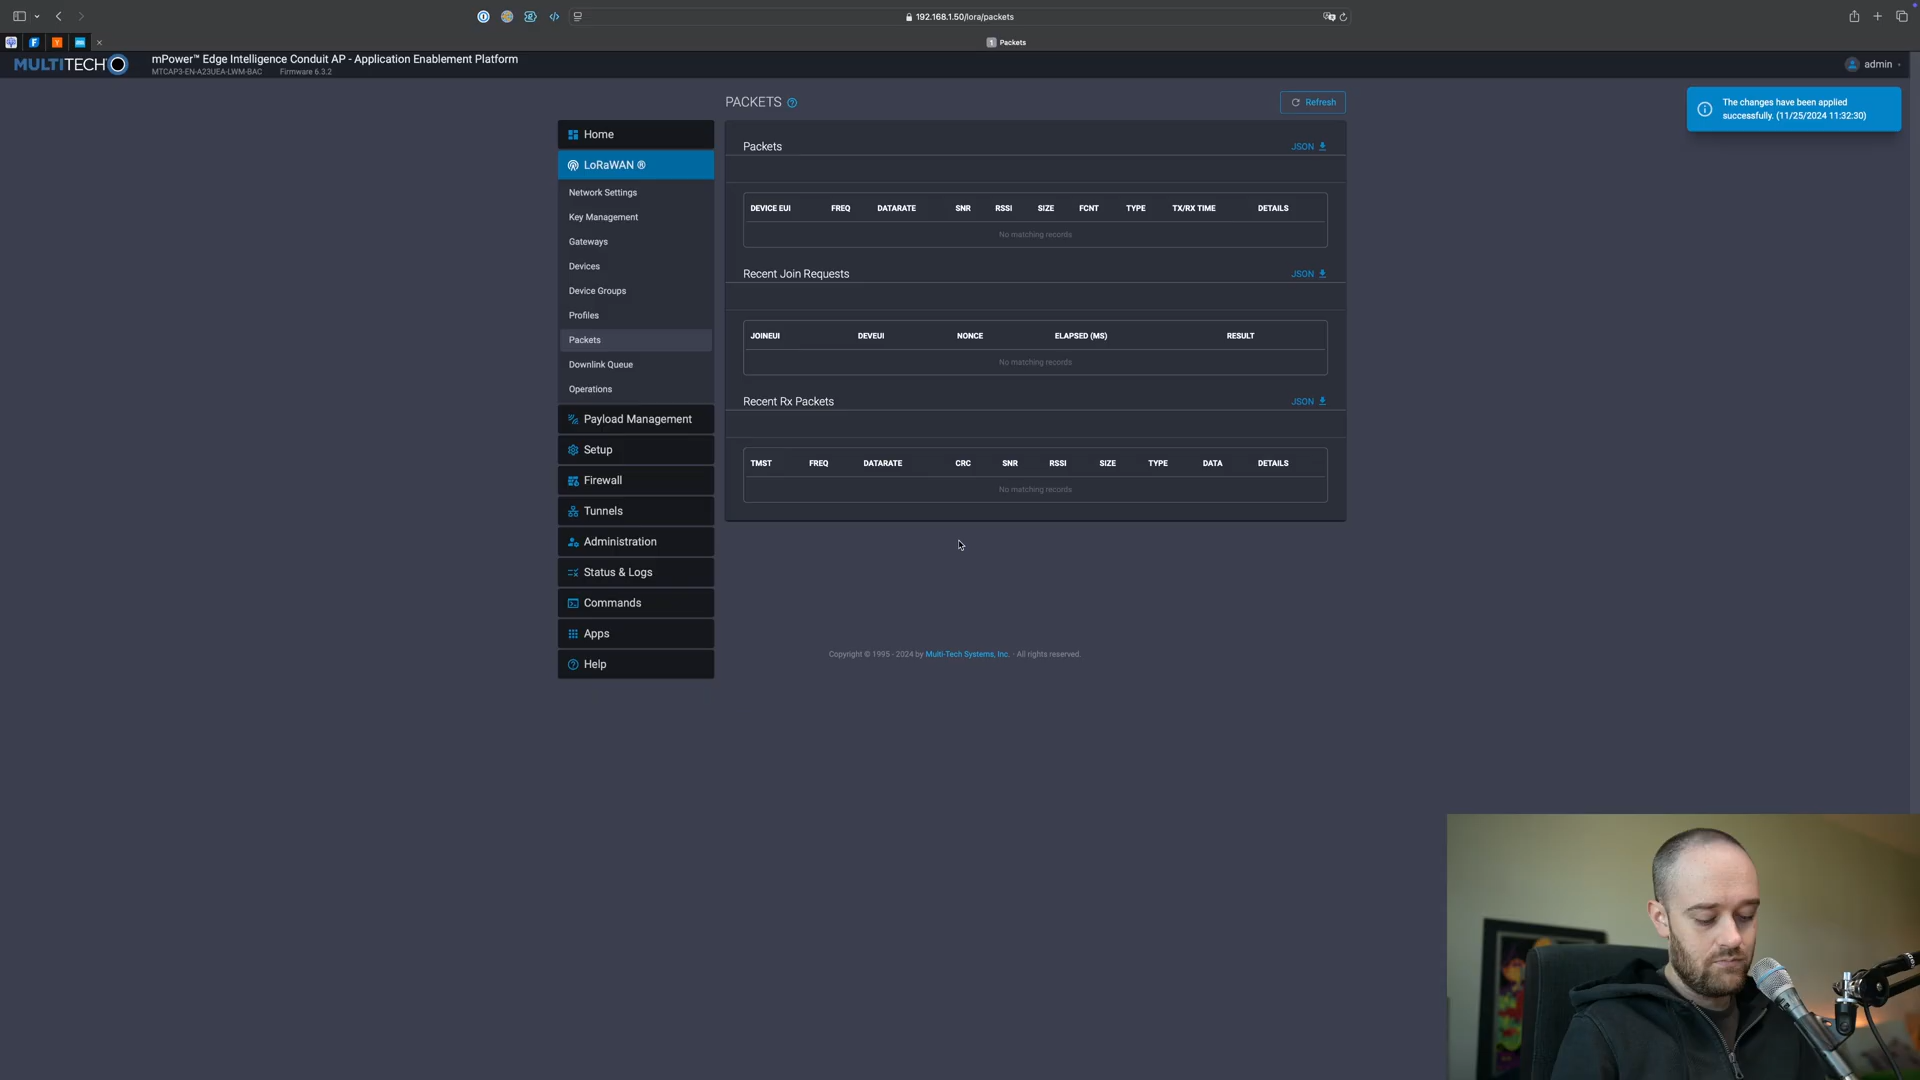 192.168.1.50/lora/packets
Packets
MULTITECH
mPower™ Edge Intelligence Conduit AP - Application Enablement Platform
MTCAP3-EN-A23UEA-LWM-BAC Firmware 6.3.2
admin
The changes have been applied
successfully. (11/25/2024 11:32:30)
PACKETS
Refresh
Home
LoRaWAN ®
Network Settings
Key Management
Gateways
Devices
Device Groups
Profiles
Packets
Downlink Queue
Operations
Payload Management
Setup
Firewall
Tunnels
Administration
Status & Logs
Commands
Apps
Help
Packets JSON
DEVICE EUI FREQ DATARATE SNR RSSI SIZE FCNT TYPE TX/RX TIME DETAILS
No matching records
Recent Join Requests JSON
JOINEUI DEVEUI NONCE ELAPSED (MS) RESULT
No matching records
Recent Rx Packets JSON
TMST FREQ DATARATE CRC SNR RSSI SIZE TYPE DATA DETAILS
No matching records
Copyright © 1995 - 2024 by Multi-Tech Systems, Inc. - All rights reserved.